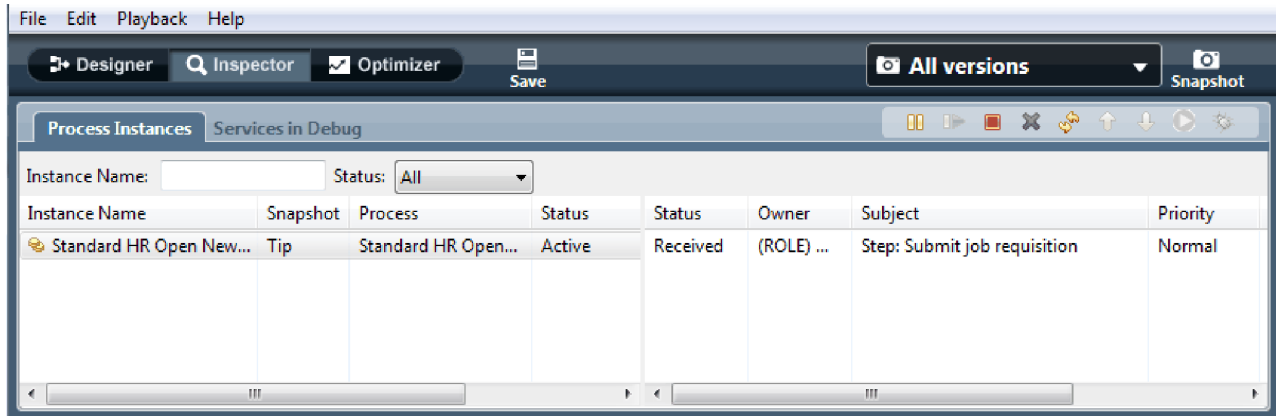 File Edit Playback Help
Designer Inspector Optimizer Save All versions Snapshot
Process Instances Services in Debug
Instance Name: Status: All
Instance Name Snapshot Process Status Status Owner Subject Priority
Standard HR Open New... Tip Standard HR Open... Active Received (ROLE) ... Step: Submit job requisition Normal